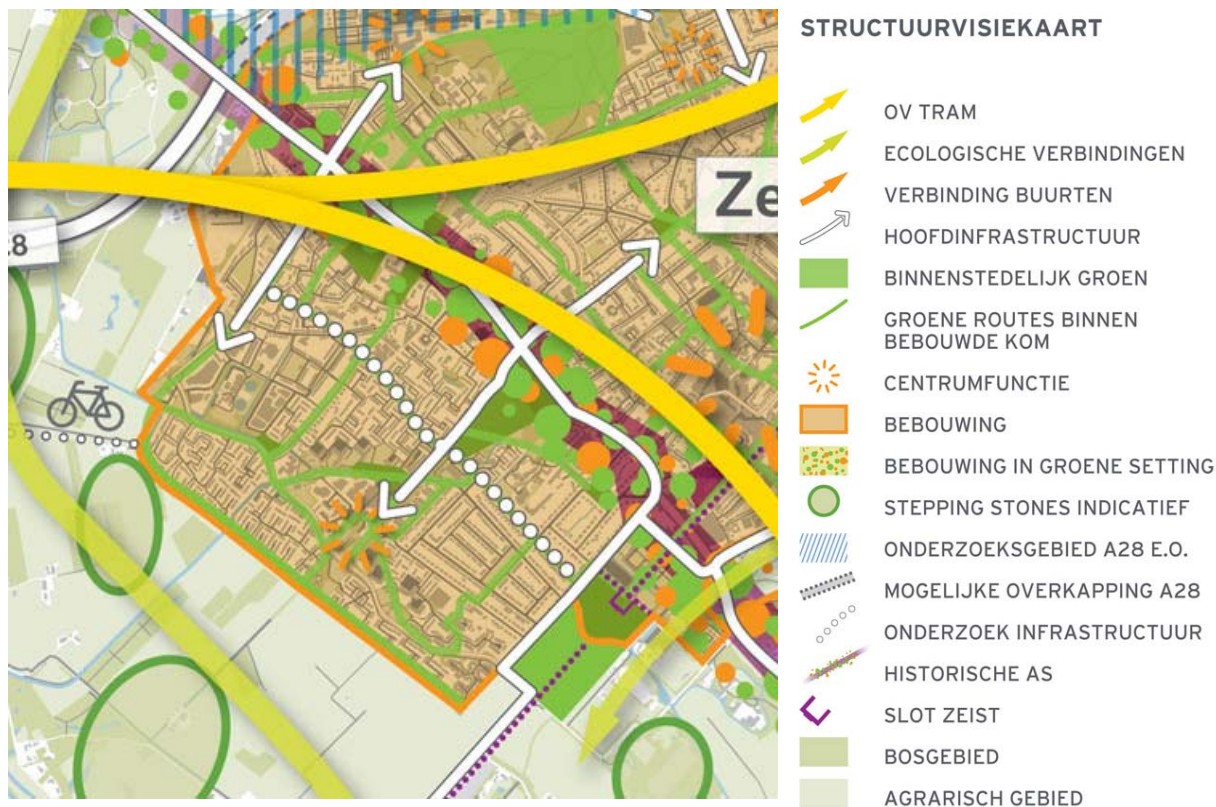 8
Ze
STRUCTUURVISIEKAART
OV TRAM
ECOLOGISCHE VERBINDINGEN
VERBINDING BUURTEN
HOOFDINFRASTRUCTUUR
BINNENSTEDELIJK GROEN
GROENE ROUTES BINNEN
BEBOUWDE KOM
CENTRUMFUNCTIE
BEBOUWING
BEBOUWING IN GROENE SETTING
STEPPING STONES INDICATIEF
ONDERZOEKSGEBIED A28 E.O.
MOGELIJKE OVERKAPPING A28
ONDERZOEK INFRASTRUCTUUR
HISTORISCHE AS
SLOT ZEIST
BOSGEBIED
AGRARISCH GEBIED